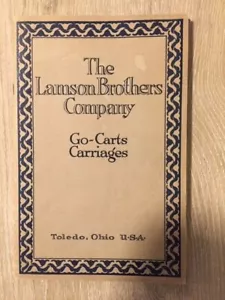 The
Lamson Brothers
Company
Go-Carts
Carriages
Toledo, Ohio U·S·A·